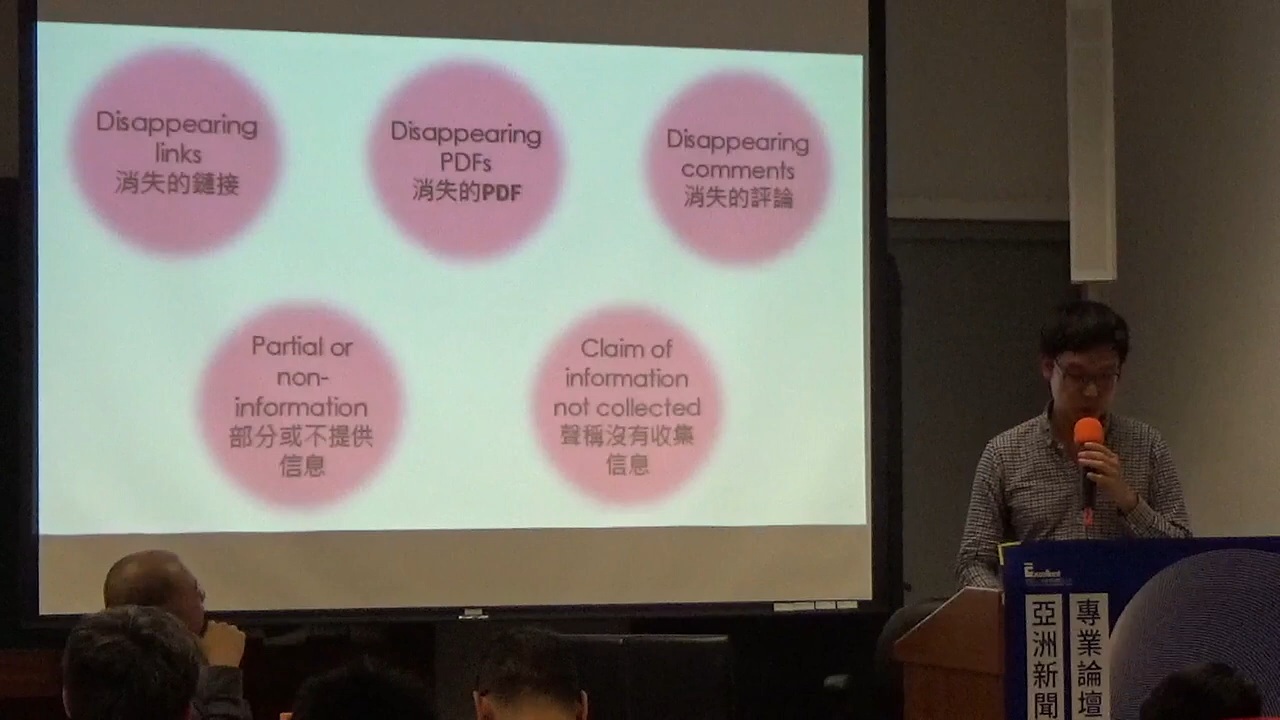 Disappearing
links
消失的鏈接
Disappearing
PDFs
消失的PDF
Disappearing
comments
消失的評論
Partial or
non-
information
部分或不提供
信息
Claim of
information
not collected
聲稱沒有收集
信息
Excellent
亞洲新聞
專業論壇